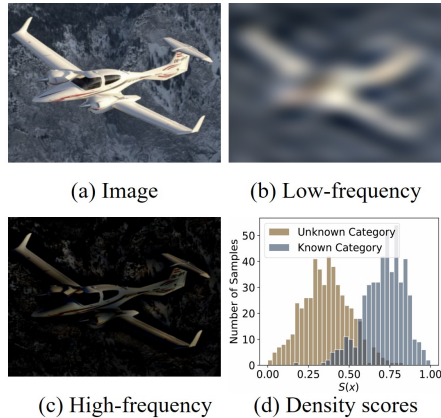 (a) Image
(b) Low-frequency
Unknown Category
Known Category
Number of Samples
50
40
30
20
10
0
0.00 0.25 0.50 0.75 1.00
S(x)
(c) High-frequency
(d) Density scores